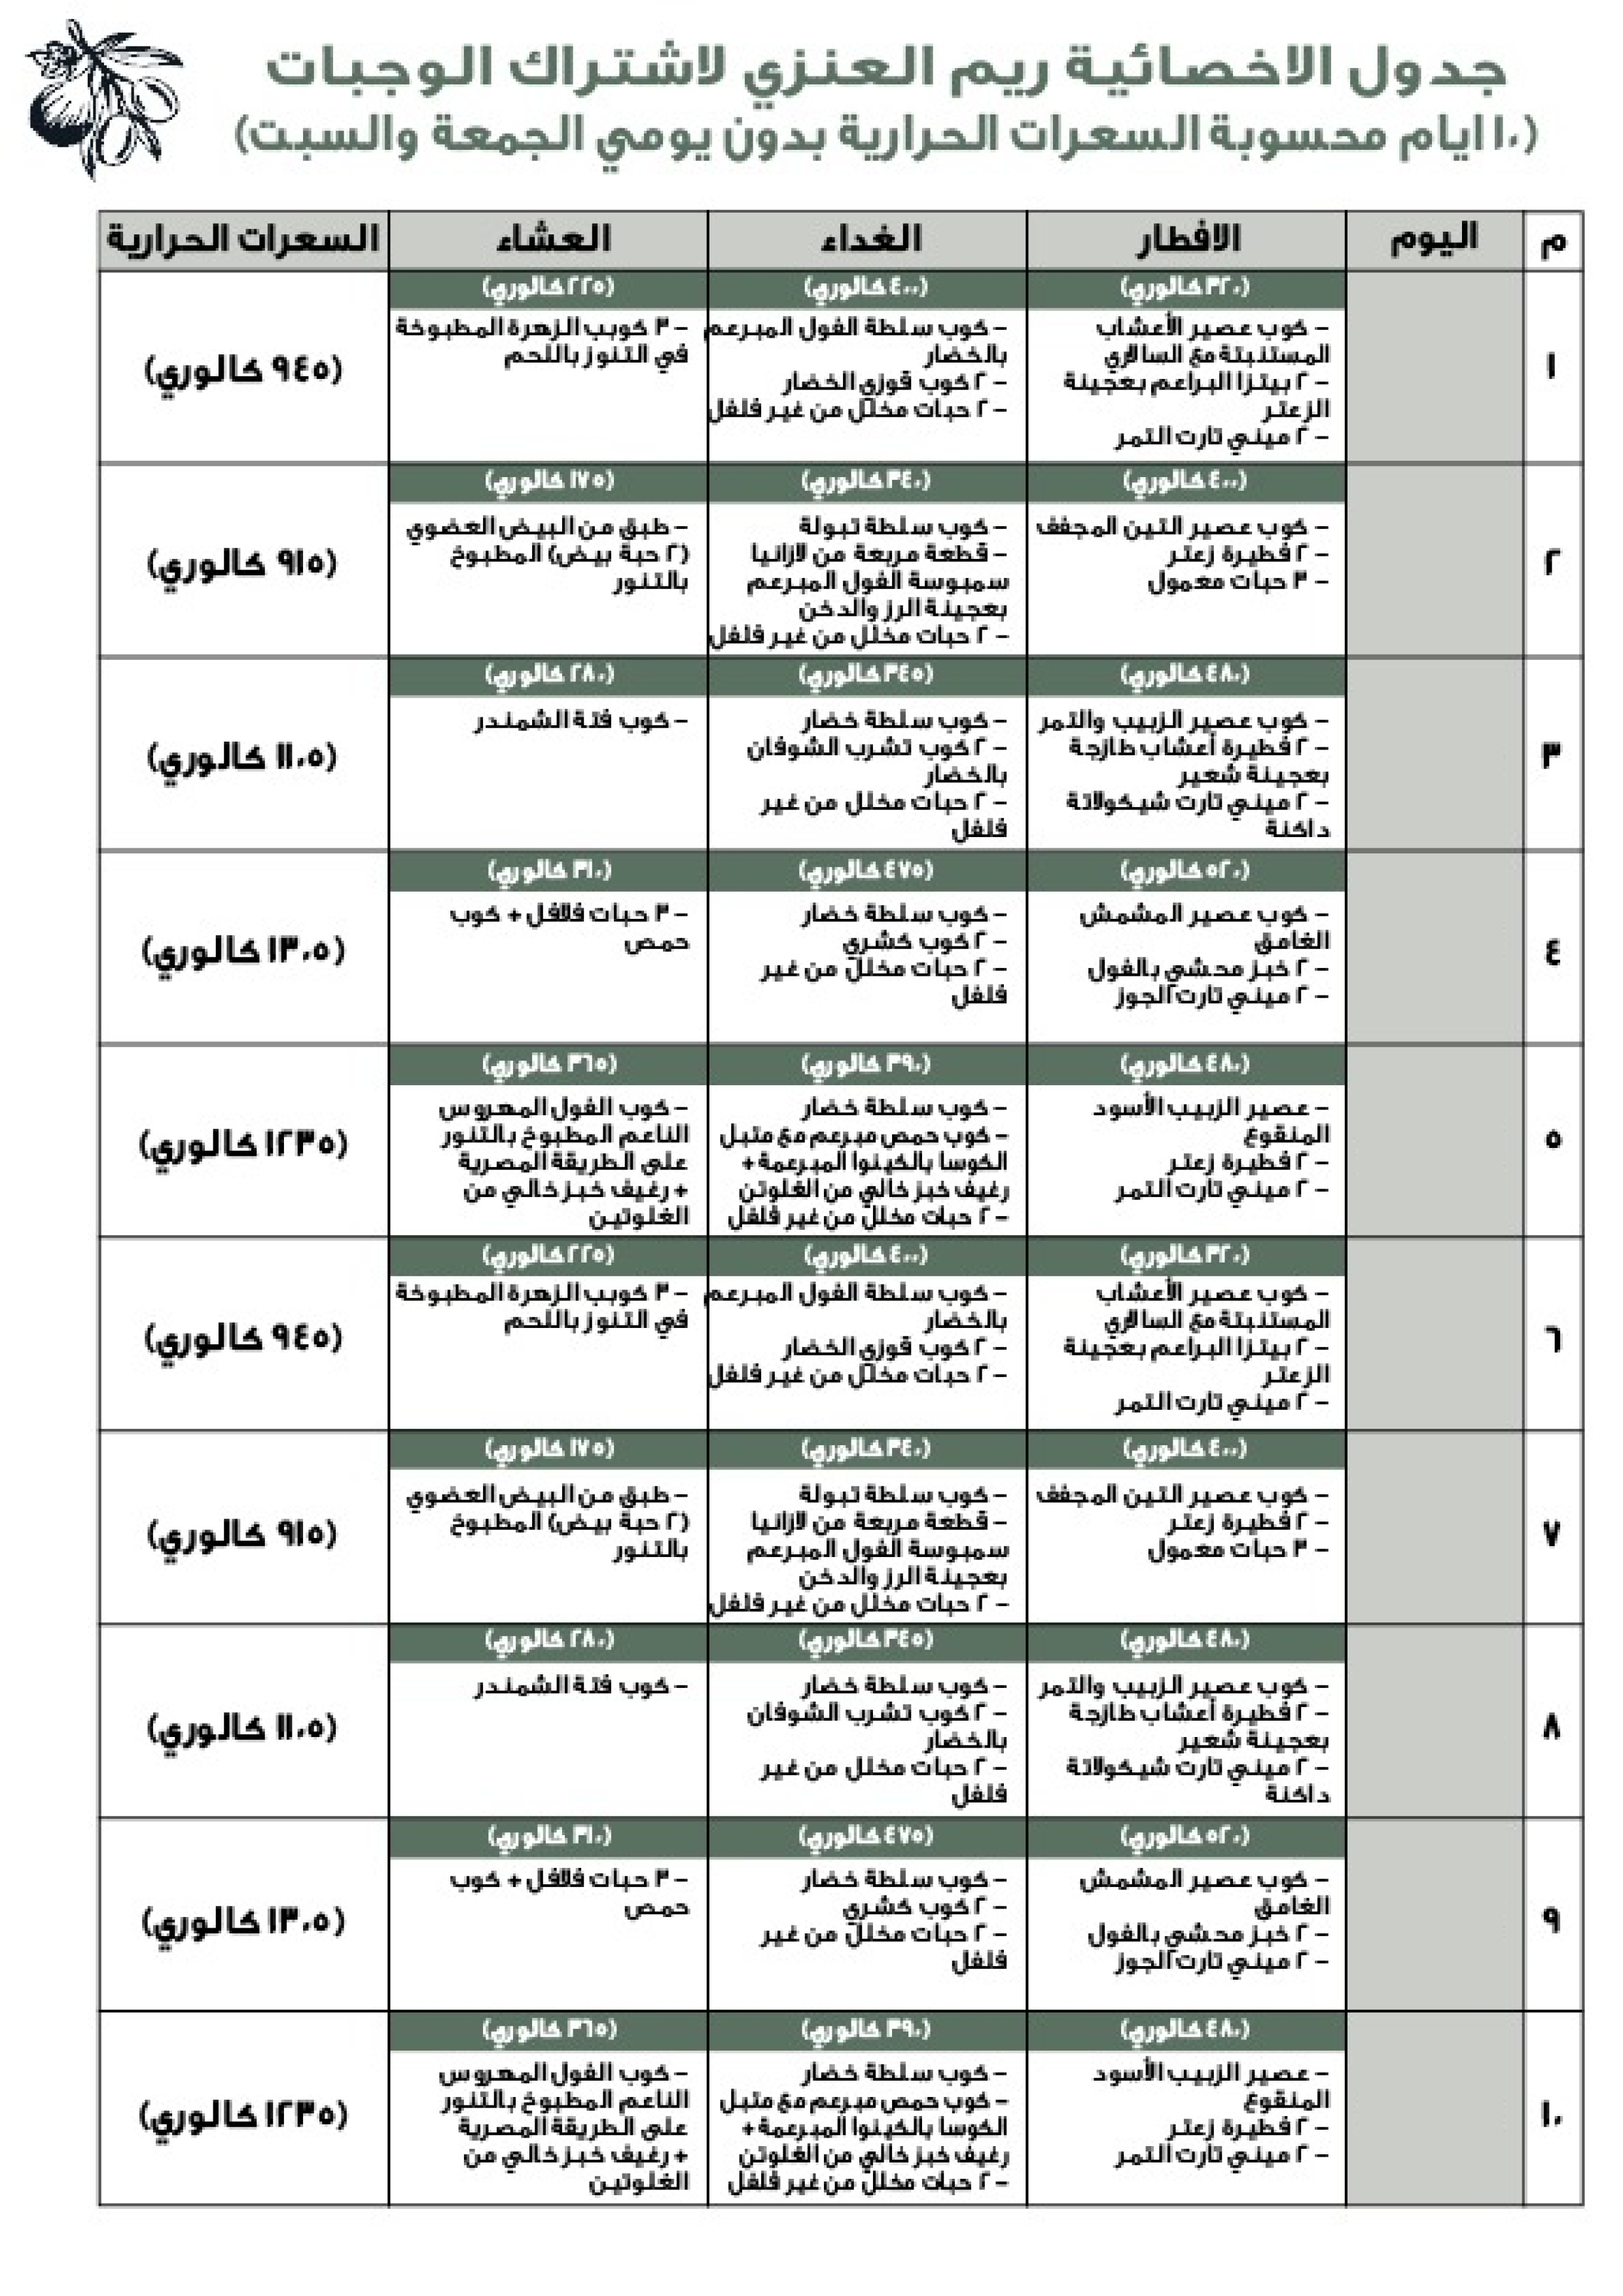 جدول الاخصائية ريم العنزي لاشتراك الوجبات
(١٠ ايام محسوبة السعرات الحرارية بدون يومي الجمعة والسبت)
م
اليوم
الافطار
الغداء
العشاء
السعرات الحرارية
١
(٣٢٠ كالوري)
- كوب عصير الأعشاب
المستنبتة مع السالاري
- ٢ بيتزا البراعم بعجينة
الزعتر
- ٢ ميني تارت التمر
(٤٠٠ كالوري)
- كوب سلطة الفول المبرعم
بالخضار
- ٢ كوب قوزي الخضار
- ٢ حبات مخلل من غير فلفل
(٢٢٥ كالوري)
- ٣ كوبب الزهرة المطبوخة
في التنوز باللحم
(٩٤٥ كالوري)
٢
(٤٠٠ كالوري)
- كوب عصير التين المجفف
- ٢ فطيرة زعتر
- ٣ حبات معمول
(٣٤٠ كالوري)
- كوب سلطة تبولة
- قطعة مربعة من لازانيا
سمبوسة الفول المبرعم
بعجينة الرز والدخن
- ٢ حبات مخلل من غير فلفل
(١٧٥ كالوري)
- طبق من البيض العضوي
(٢ حبة بيض) المطبوخ
بالتنور
(٩١٥ كالوري)
٣
(٤٨٠ كالوري)
- كوب عصير الزبيب والتمر
- ٢ فطيرة أعشاب طازجة
بعجينة شعير
- ٢ ميني تارت شيكولاتة
داكنة
(٣٤٥ كالوري)
- كوب سلطة خضار
- ٢ كوب تشرب الشوفان
بالخضار
- ٢ حبات مخلل من غير
فلفل
(٢٨٠ كالوري)
- كوب فتة الشمندر
(١١٠٥ كالوري)
٤
(٥٢٠ كالوري)
- كوب عصير المشمش
الغامق
- ٢ خبز محشي بالفول
- ٢ ميني تارت الجوز
(٤٧٥ كالوري)
- كوب سلطة خضار
- ٢ كوب كشري
- ٢ حبات مخلل من غير
فلفل
(٣١٠ كالوري)
- ٣ حبات فلافل + كوب
حمص
(١٣٠٥ كالوري)
٥
(٤٨٠ كالوري)
- عصير الزبيب الأسود
المنقوع
- ٢ فطيرة زعتر
- ٢ ميني تارت التمر
(٣٩٠ كالوري)
- كوب سلطة خضار
- كوب حمص مبرعم مع متبل
الكوسا بالكينوا المبرعمة +
رغيف خبز خالي من الغلوتن
- ٢ حبات مخلل من غير فلفل
(٣٦٥ كالوري)
- كوب الفول المهروس
الناعم المطبوخ بالتنور
على الطريقة المصرية
+ رغيف خبز خالي من
الغلوتين
(١٢٣٥ كالوري)
٦
(٣٢٠ كالوري)
- كوب عصير الأعشاب
المستنبتة مع السالاري
- ٢ بيتزا البراعم بعجينة
الزعتر
- ٢ ميني تارت التمر
(٤٠٠ كالوري)
- كوب سلطة الفول المبرعم
بالخضار
- ٢ كوب قوزي الخضار
- ٢ حبات مخلل من غير فلفل
(٢٢٥ كالوري)
- ٣ كوبب الزهرة المطبوخة
في التنوز باللحم
(٩٤٥ كالوري)
٧
(٤٠٠ كالوري)
- كوب عصير التين المجفف
- ٢ فطيرة زعتر
- ٣ حبات معمول
(٣٤٠ كالوري)
- كوب سلطة تبولة
- قطعة مربعة من لازانيا
سمبوسة الفول المبرعم
بعجينة الرز والدخن
- ٢ حبات مخلل من غير فلفل
(١٧٥ كالوري)
- طبق من البيض العضوي
(٢ حبة بيض) المطبوخ
بالتنور
(٩١٥ كالوري)
٨
(٤٨٠ كالوري)
- كوب عصير الزبيب والتمر
- ٢ فطيرة أعشاب طازجة
بعجينة شعير
- ٢ ميني تارت شيكولاتة
داكنة
(٣٤٥ كالوري)
- كوب سلطة خضار
- ٢ كوب تشرب الشوفان
بالخضار
- ٢ حبات مخلل من غير
فلفل
(٢٨٠ كالوري)
- كوب فتة الشمندر
(١١٠٥ كالوري)
٩
(٥٢٠ كالوري)
- كوب عصير المشمش
الغامق
- ٢ خبز محشي بالفول
- ٢ ميني تارت الجوز
(٤٧٥ كالوري)
- كوب سلطة خضار
- ٢ كوب كشري
- ٢ حبات مخلل من غير
فلفل
(٣١٠ كالوري)
- ٣ حبات فلافل + كوب
حمص
(١٣٠٥ كالوري)
١٠
(٤٨٠ كالوري)
- عصير الزبيب الأسود
المنقوع
- ٢ فطيرة زعتر
- ٢ ميني تارت التمر
(٣٩٠ كالوري)
- كوب سلطة خضار
- كوب حمص مبرعم مع متبل
الكوسا بالكينوا المبرعمة +
رغيف خبز خالي من الغلوتن
- ٢ حبات مخلل من غير فلفل
(٣٦٥ كالوري)
- كوب الفول المهروس
الناعم المطبوخ بالتنور
على الطريقة المصرية
+ رغيف خبز خالي من
الغلوتين
(١٢٣٥ كالوري)